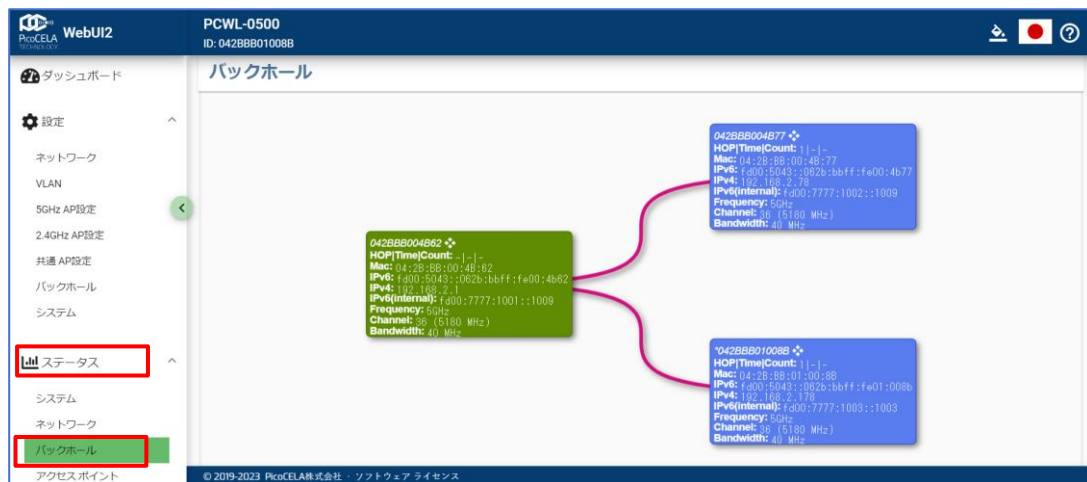 PicoCELA
TECHNOLOGY
WebUI2
PCWL-0500
ID: 042BBB01008B
ダッシュボード
設定
ネットワーク
VLAN
5GHz AP設定
2.4GHz AP設定
共通 AP設定
バックホール
システム
ステータス
システム
ネットワーク
バックホール
アクセスポイント
バックホール
042BBB004B62
HOP|Time|Count: -|-|-
Mac: 04:2B:BB:00:4B:62
IPv6: fd00:5043::062b:bbff:fe00:4b62
IPv4: 192.168.2.1
IPv6(internal): fd00:7777:1001::1009
Frequency: 5GHz
Channel: 36 (5180 MHz)
Bandwidth: 40 MHz
042BBB004B77
HOP|Time|Count: 1|-|-
Mac: 04:2B:BB:00:4B:77
IPv6: fd00:5043::062b:bbff:fe00:4b77
IPv4: 192.168.2.78
IPv6(internal): fd00:7777:1002::1009
Frequency: 5GHz
Channel: 36 (5180 MHz)
Bandwidth: 40 MHz
*042BBB01008B
HOP|Time|Count: 1|-|-
Mac: 04:2B:BB:01:00:8B
IPv6: fd00:5043::062b:bbff:fe01:008b
IPv4: 192.168.2.178
IPv6(internal): fd00:7777:1003::1003
Frequency: 5GHz
Channel: 36 (5180 MHz)
Bandwidth: 40 MHz
© 2019-2023 PicoCELA株式会社 · ソフトウェア ライセンス